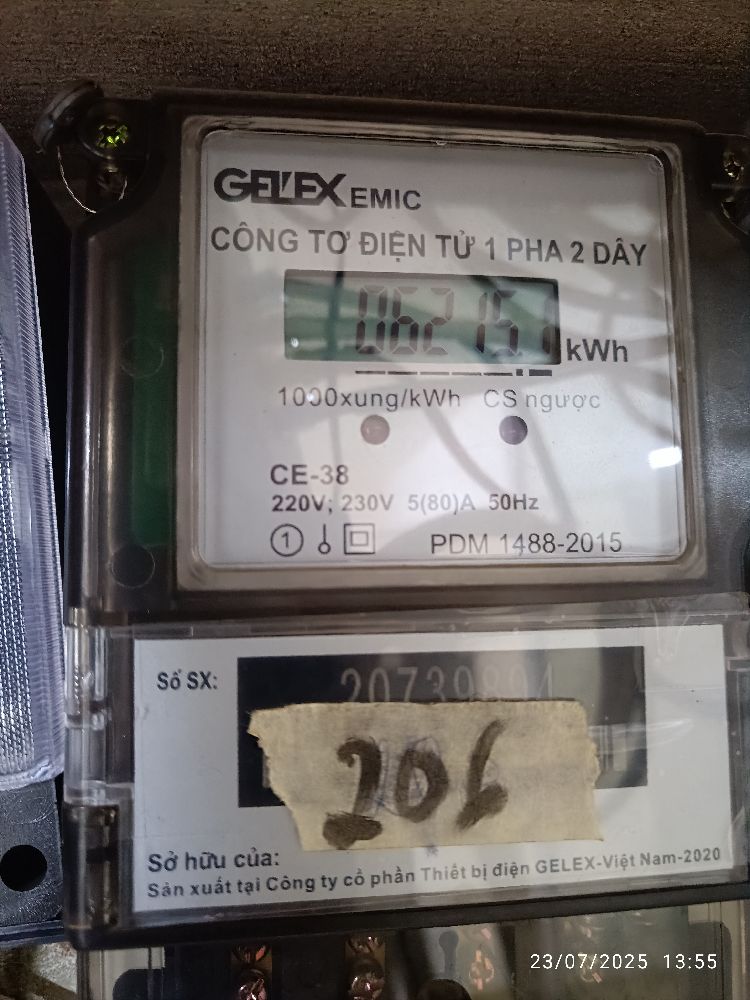 GELEX EMIC
CÔNG TƠ ĐIỆN TỬ 1 PHA 2 DÂY
06215.1 kWh
1000xung/kWh CS ngược
CE-38
220V; 230V 5(80)A 50Hz
1 PDM 1488-2015
Số SX:
206
Sở hữu của:
Sản xuất tại Công ty cổ phần Thiết bị điện GELEX-Việt Nam-2020
23/07/2025 13:55